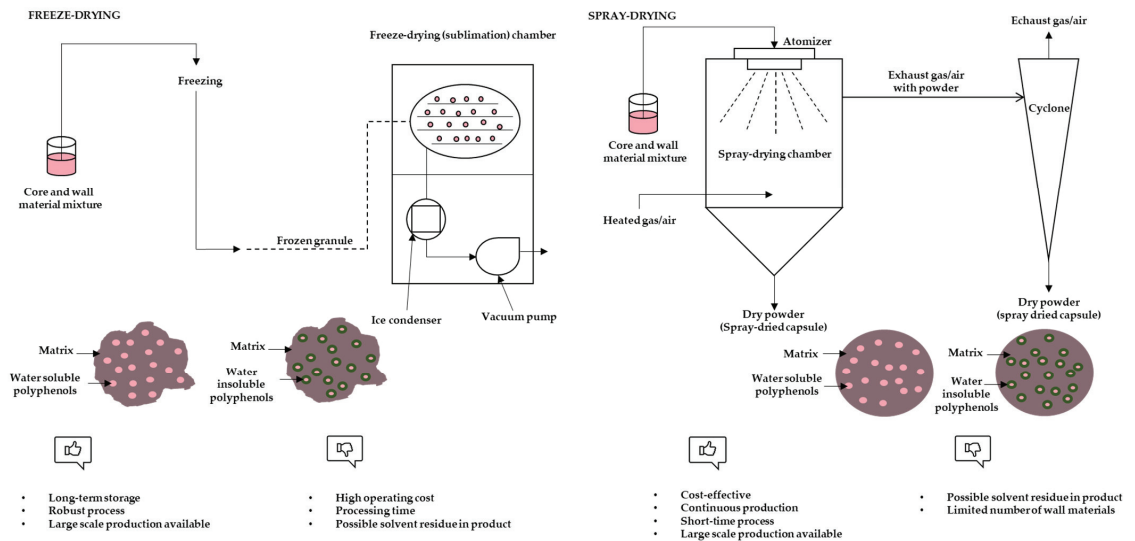 FREEZE-DRYING
Freeze-drying (sublimation) chamber
Freezing
Core and wall
material mixture
Frozen granule
Ice condenser
Vacuum pump
Matrix
Water soluble
polyphenols
Matrix
Water
insoluble
polyphenols
• Long-term storage
• Robust process
• Large scale production available
• High operating cost
• Processing time
• Possible solvent residue in product
SPRAY-DRYING
Atomizer
Echaust gas/air
Exhaust gas/air
with powder
Cyclone
Core and wall
material mixture
Spray-drying chamber
Heated gas/air
Dry powder
(Spray-dried capsule)
Dry powder
(spray dried capsule)
Matrix
Water soluble
polyphenols
Matrix
Water
insoluble
polyphenols
• Cost-effective
• Continuous production
• Short-time process
• Large scale production available
• Possible solvent residue in product
• Limited number of wall materials